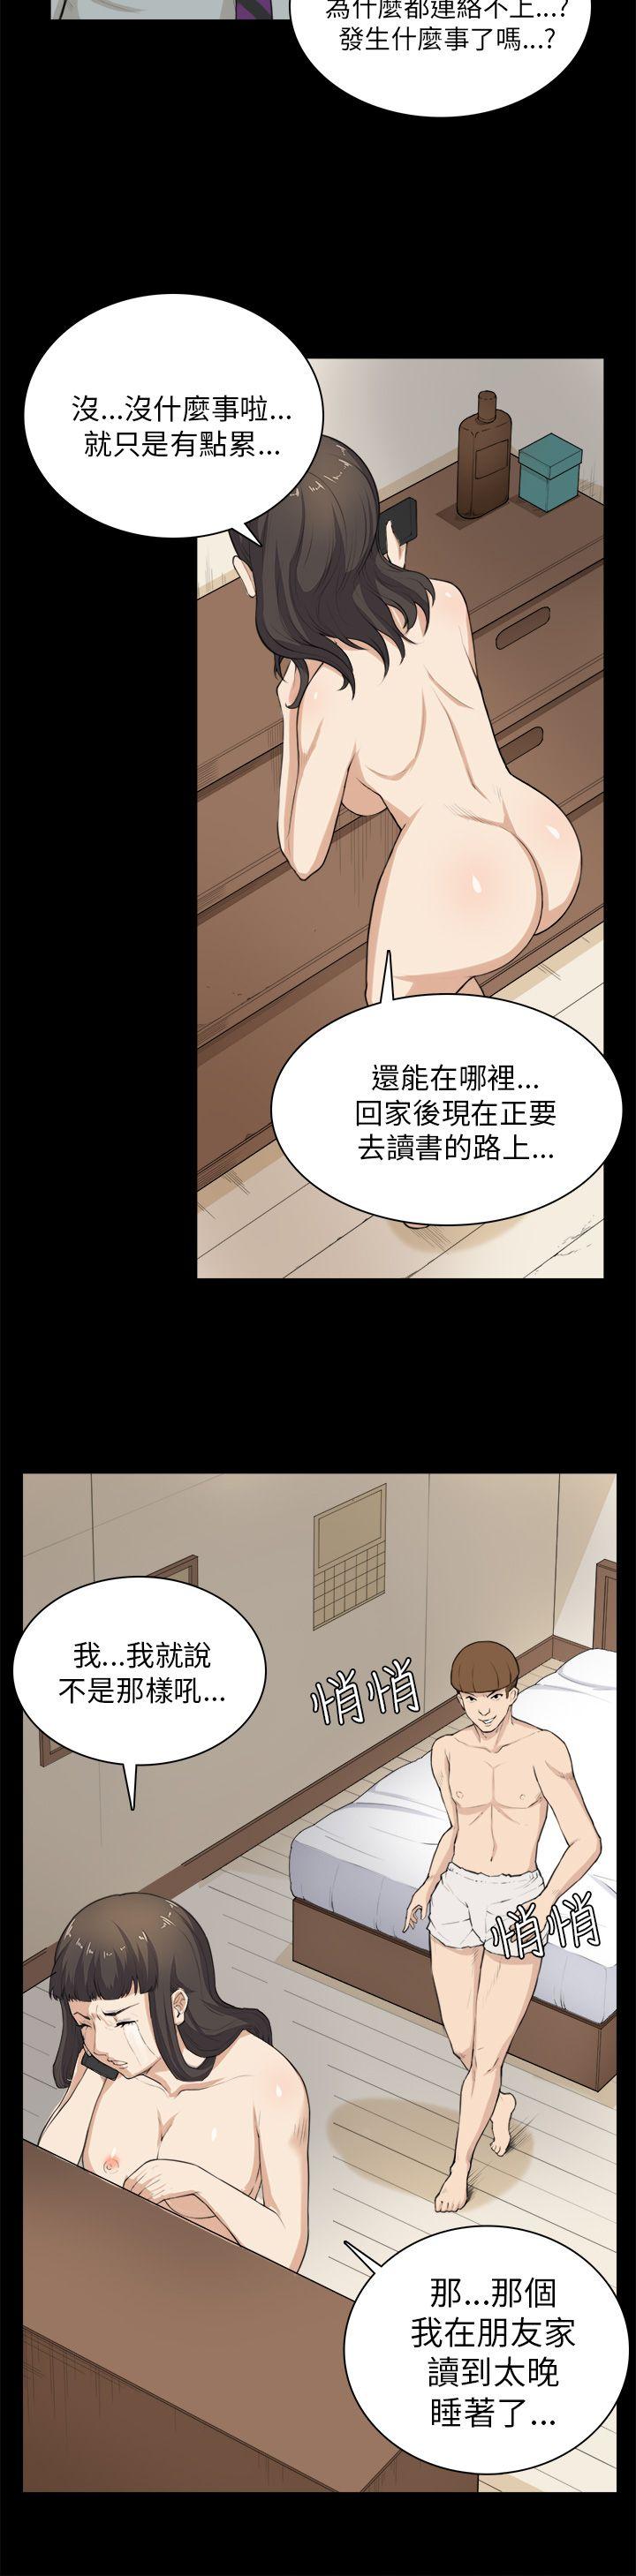 為什麼都連絡不上...?
發生什麼事了嗎...?
沒...沒什麼事啦...
就只是有點累...
還能在哪裡...
回家後現在正要
去讀書的路上...
我...我就說
不是那樣吼...
悄悄
悄悄
那...那個
我在朋友家
讀到太晚
睡著了...